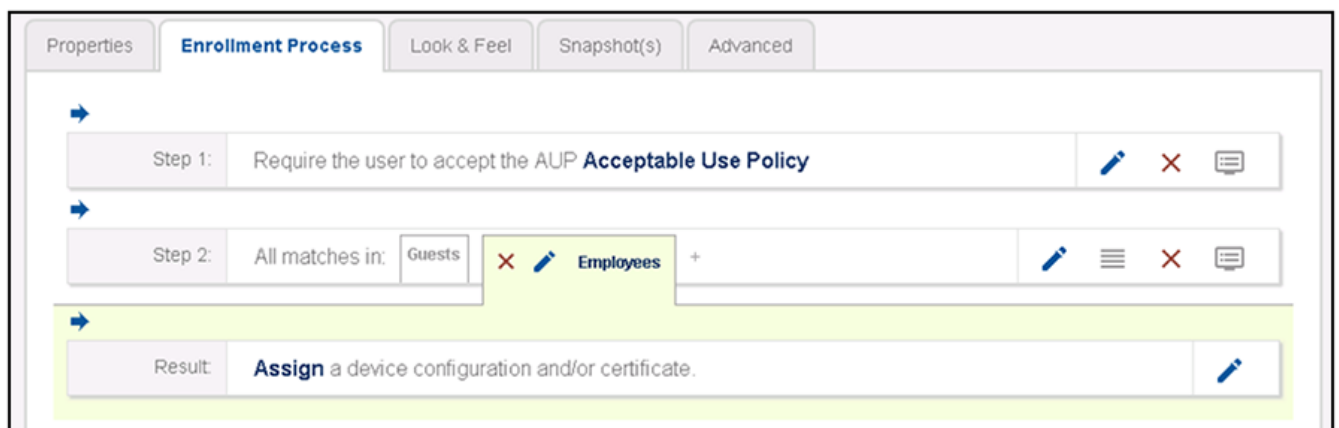 Properties Enrollment Process Look & Feel Snapshot(s) Advanced
Step 1: Require the user to accept the AUP Acceptable Use Policy
Step 2: All matches in: Guests Employees +
Result: Assign a device configuration and/or certificate.